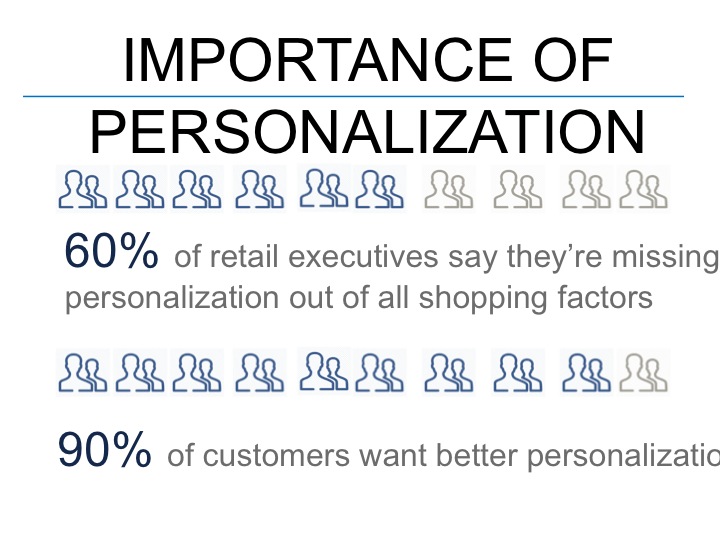 IMPORTANCE OF
PERSONALIZATION
60% of retail executives say they’re missing
personalization out of all shopping factors
90% of customers want better personalizatio